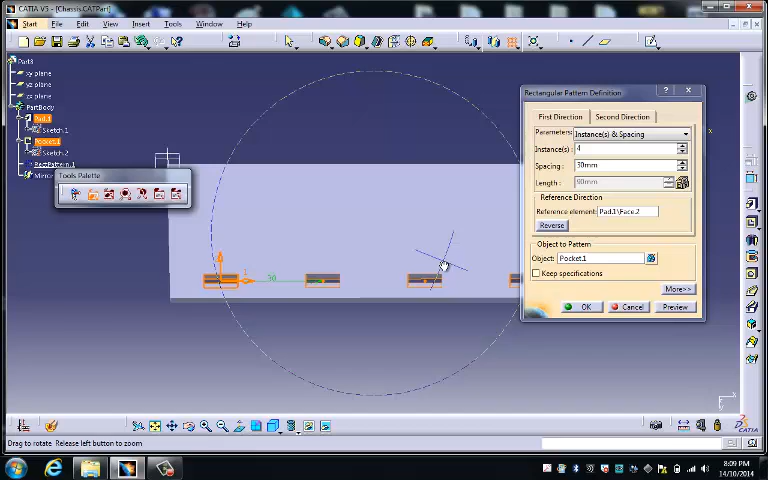 CATIA V5 - [Chassis.CATPart]
Start File Edit View Insert Tools Window Help
Part3
xy plane
yz plane
zx plane
PartBody
Pad.1
Sketch.1
Pocket.1
Sketch.2
RectPattern.1
Mirror
Tools Palette
1
30
Rectangular Pattern Definition
First Direction Second Direction
Parameters: Instance(s) & Spacing
Instance(s): 4
Spacing: 30mm
Length: 90mm
Reference Direction
Reference element: Pad.1\Face.2
Reverse
Object to Pattern
Object: Pocket.1
Keep specifications
More>>
OK Cancel Preview
Drag to rotate. Release left button to zoom
CATIA
8:09 PM
14/10/2014